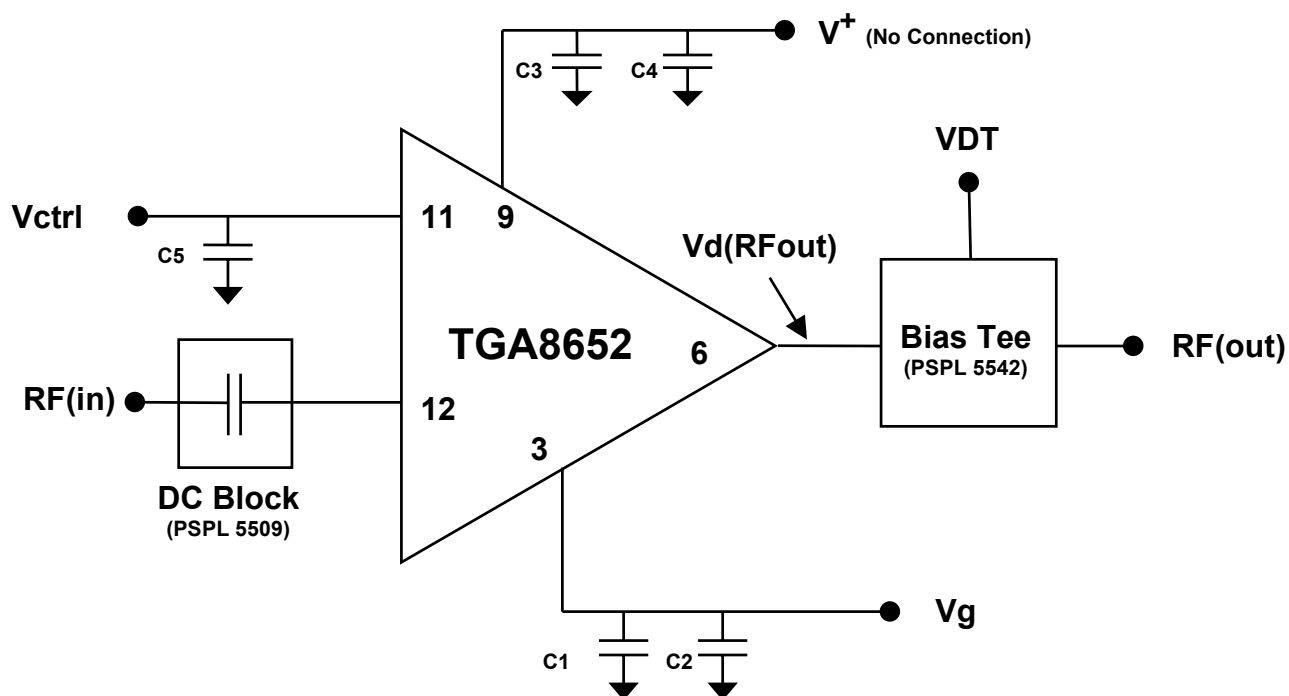 V+ (No Connection)
C3
C4
VDT
Vctrl
11
9
C5
Vd(RFout)
TGA8652
6
Bias Tee
(PSPL 5542)
RF(out)
RF(in)
12
3
DC Block
(PSPL 5509)
Vg
C1
C2